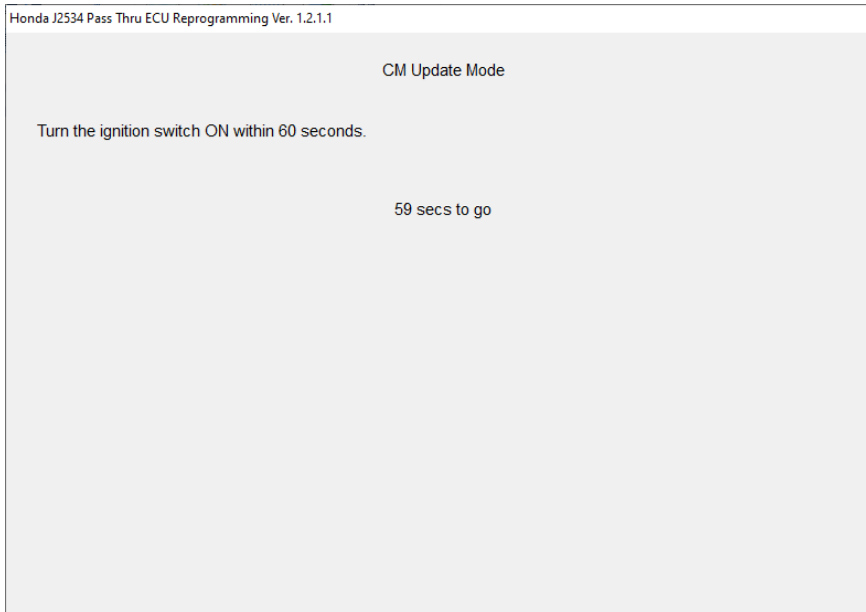 Honda J2534 Pass Thru ECU Reprogramming Ver. 1.2.1.1
CM Update Mode
Turn the ignition switch ON within 60 seconds.
59 secs to go